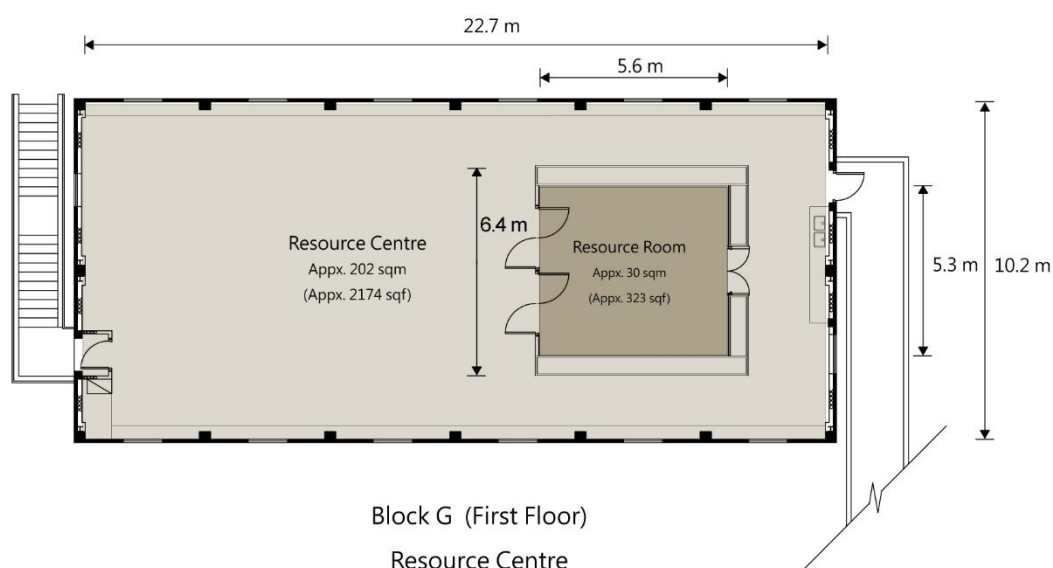 22.7 m
5.6 m
6.4 m
Resource Centre
Appx. 202 sqm
(Appx. 2174 sqf)
Resource Room
Appx. 30 sqm
(Appx. 323 sqf)
5.3 m
10.2 m
Block G (First Floor)
Resource Centre